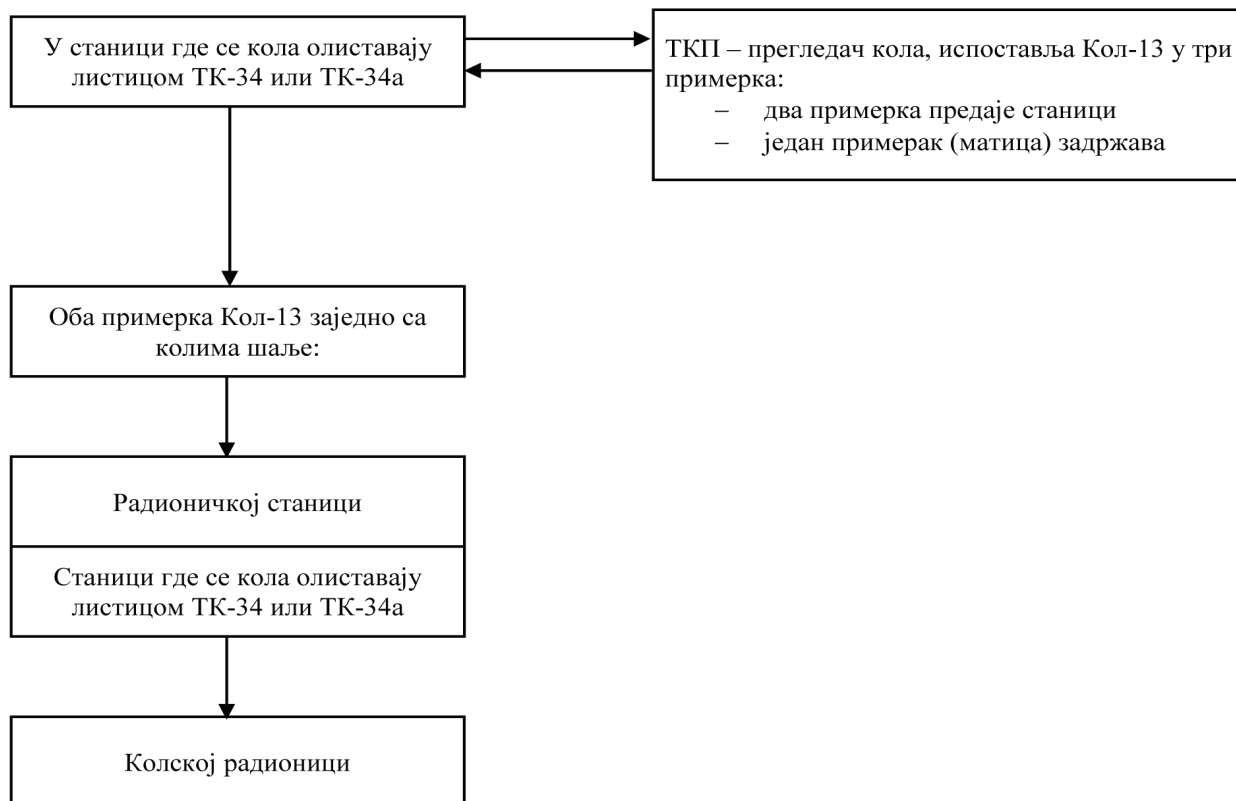 У станици где се кола олиставају
листицом ТК-34 или ТК-34а
ТКП – прегледач кола, испоставља Кол-13 у три
примерка:
– два примерка предаје станици
– један примерак (матица) задржава
Оба примерка Кол-13 заједно са
колима шаље:
Радионичкој станици
Станици где се кола олиставају
листицом ТК-34 или ТК-34а
Колској радионици